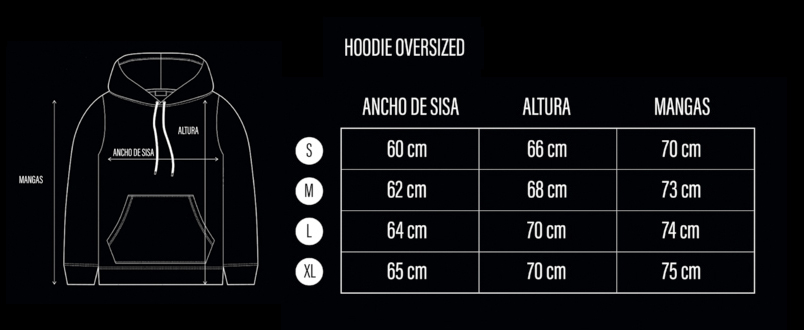 HOODIE OVERSIZED
ANCHO DE SISA ALTURA MANGAS
S 60 cm 66 cm 70 cm
M 62 cm 68 cm 73 cm
L 64 cm 70 cm 74 cm
XL 65 cm 70 cm 75 cm
ALTURA
ANCHO DE SISA
MANGAS